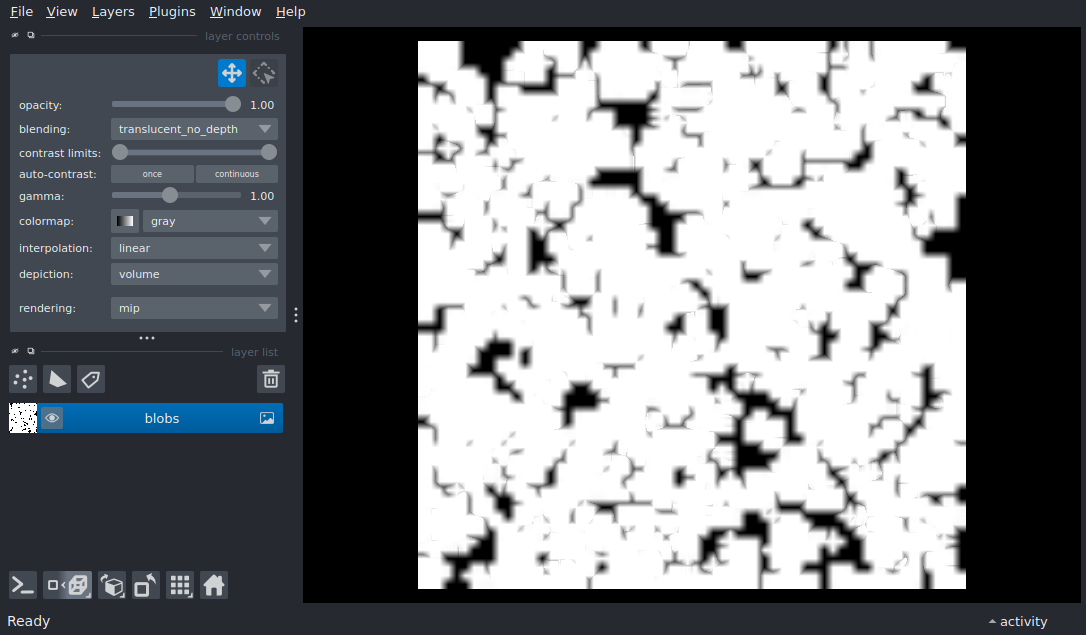 File View Layers Plugins Window Help
layer controls
opacity: 1.00
blending: translucent_no_depth
contrast limits:
auto-contrast: once continuous
gamma: 1.00
colormap: gray
interpolation: linear
depiction: volume
rendering: mip
layer list
blobs
Ready activity